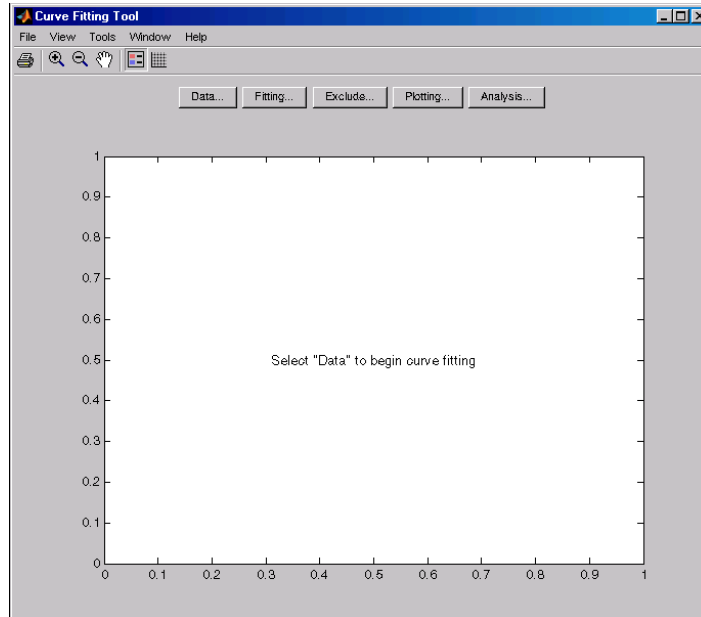 Curve Fitting Tool
File View Tools Window Help
Data... Fitting... Exclude... Plotting... Analysis...
1
0.9
0.8
0.7
0.6
0.5
0.4
0.3
0.2
0.1
0
Select "Data" to begin curve fitting
0 0.1 0.2 0.3 0.4 0.5 0.6 0.7 0.8 0.9 1